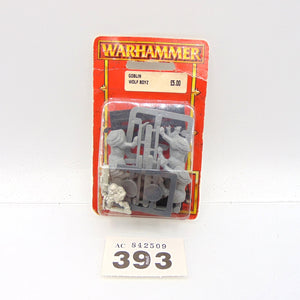 WARHAMMER
GOBLIN
WOLF BOYZ
£5.00
AC 842509
393